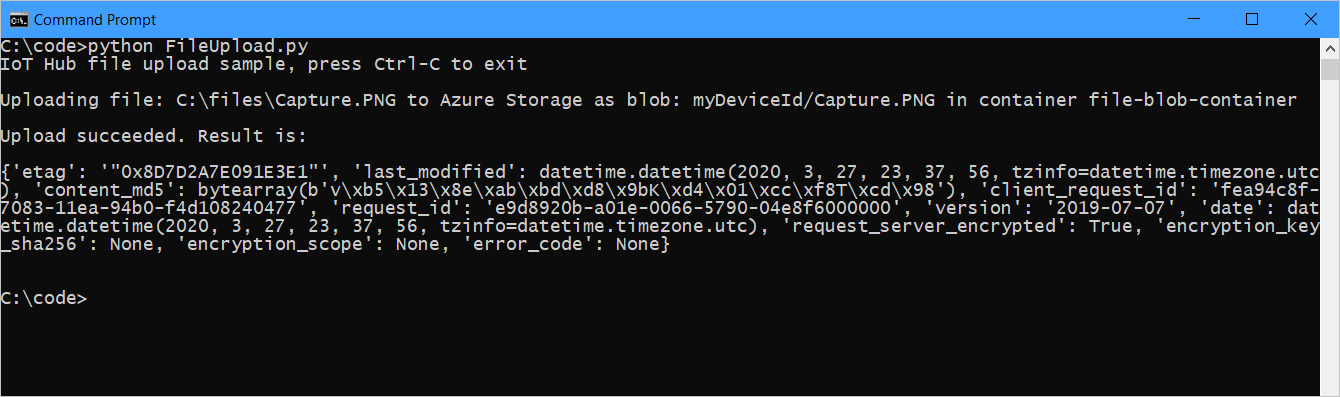 Command Prompt
C:\code>python FileUpload.py
IoT Hub file upload sample, press Ctrl-C to exit
Uploading file: C:\files\Capture.PNG to Azure Storage as blob: myDeviceId/Capture.PNG in container file-blob-container
Upload succeeded. Result is:
{'etag': '"0x8D7D2A7E091E3E1"', 'last_modified': datetime.datetime(2020, 3, 27, 23, 37, 56, tzinfo=datetime.timezone.utc
), 'content_md5': bytearray(b'v\xb5\x13\x8e\xab\xbd\xd8\x9bK\xd4\x01\xcc\xf8T\xcd\x98'), 'client_request_id': 'fea94c8f-
7083-11ea-94b0-f4d108240477', 'request_id': 'e9d8920b-a01e-0066-5790-04e8f6000000', 'version': '2019-07-07', 'date': dat
etime.datetime(2020, 3, 27, 23, 37, 56, tzinfo=datetime.timezone.utc), 'request_server_encrypted': True, 'encryption_key
_sha256': None, 'encryption_scope': None, 'error_code': None}
C:\code>